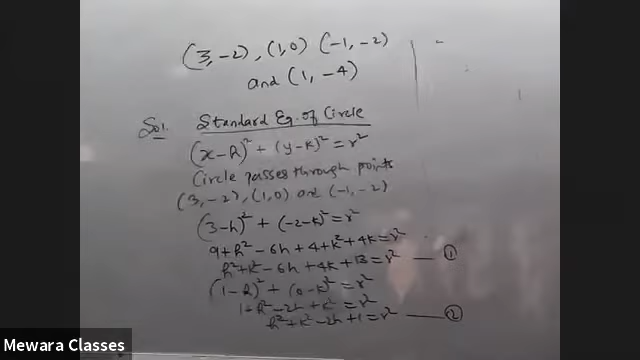 (3, -2), (1, 0) (-1, -2)
and (1, -4)
Sol. Standard Eq. of Circle
(x-h)² + (y-k)² = r²
Circle passes through points
(3, -2), (1, 0) and (-1, -2)
(3-h)² + (-2-k)² = r²
9+h² - 6h + 4 + k² + 4k = r²
h² + k² - 6h + 4k + 13 = r² — ①
(1-h)² + (0-k)² = r²
1+h² - 2h + k² = r²
h² + k² - 2h + 1 = r² — ②
Mewara Classes